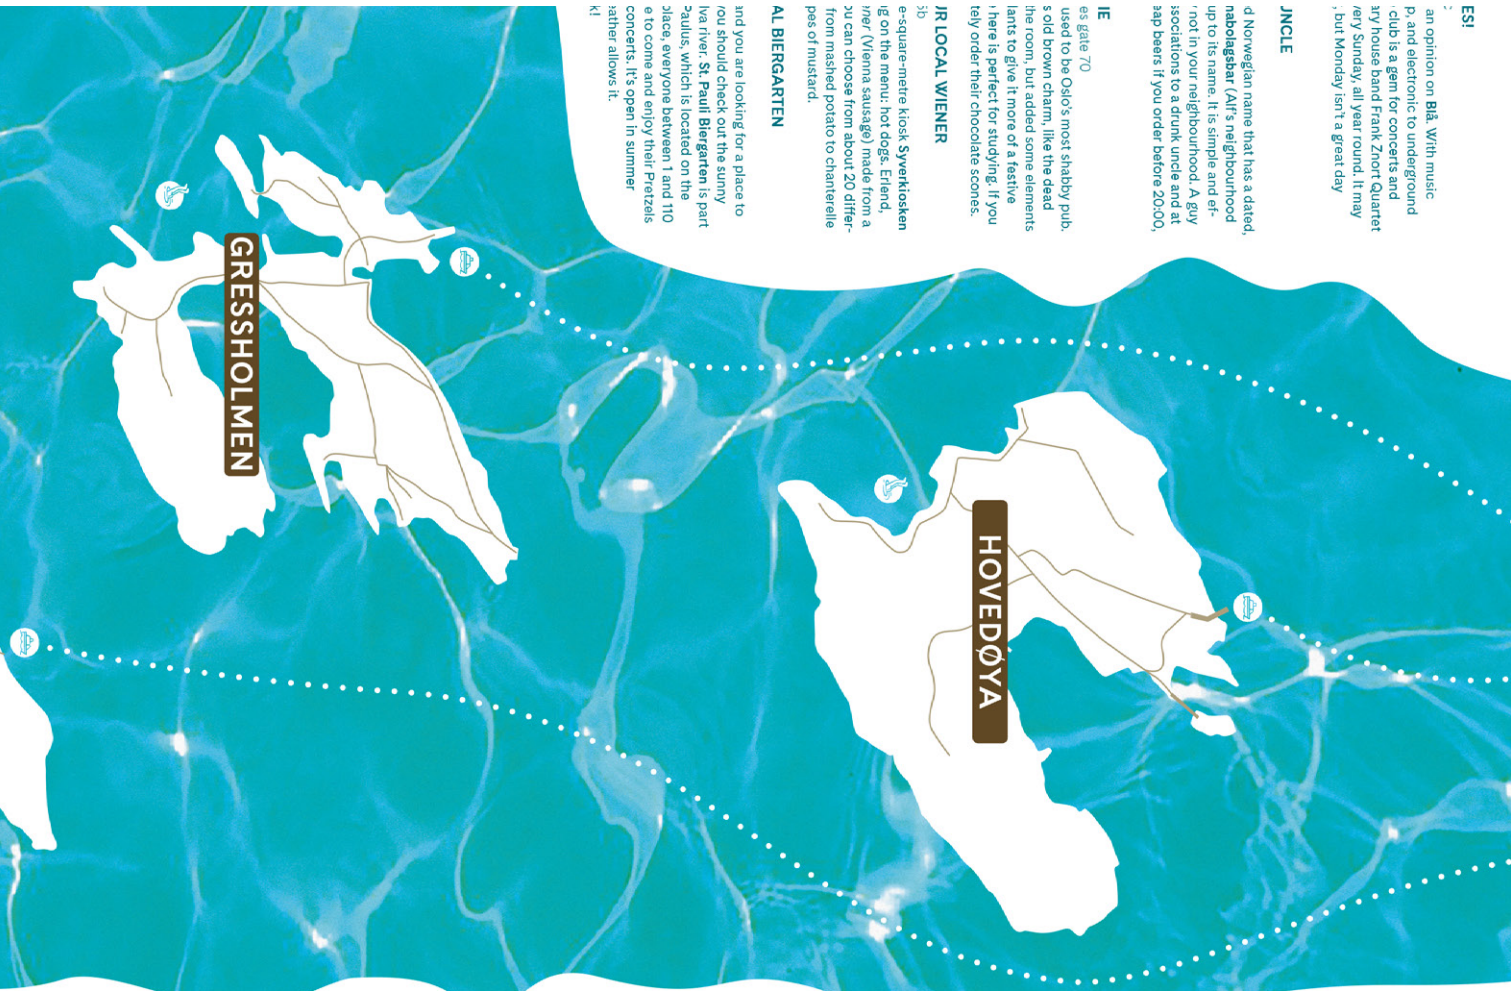 ES!
an opinion on Blå. With music
p, and electronic to underground
club is a gem for concerts and
ary house band Frank Znort Quartet
very Sunday, all year round. It may
, but Monday isn't a great day
UNCLE
d Norwegian name that has a dated,
nabolagsbar (Alf's neighbourhood
up to its name. It is simple and ef-
not in your neighbourhood. A guy
ssociations to a drunk uncle and at
eap beers if you order before 20:00,
IE
es gate 70
used to be Oslo's most shabby pub.
s old brown charm, like the dead
the room, but added some elements
lants to give it more of a festive
here is perfect for studying. If you
tely order their chocolate scones.
UR LOCAL WIENER
5b
e-square-metre kiosk Syverkiosken
g on the menu: hot dogs. Erlend,
ener (Vienna sausage) made from a
ou can choose from about 20 differ-
from mashed potato to chanterelle
pes of mustard.
AL BIERGARTEN
and you are looking for a place to
you should check out the sunny
lva river. St. Pauli Biergarten is part
Paulus, which is located on the
place, everyone between 1 and 110
e to come and enjoy their Pretzels
concerts. It's open in summer
eather allows it.
k!
HOVEDØYA
GRESSHOLMEN